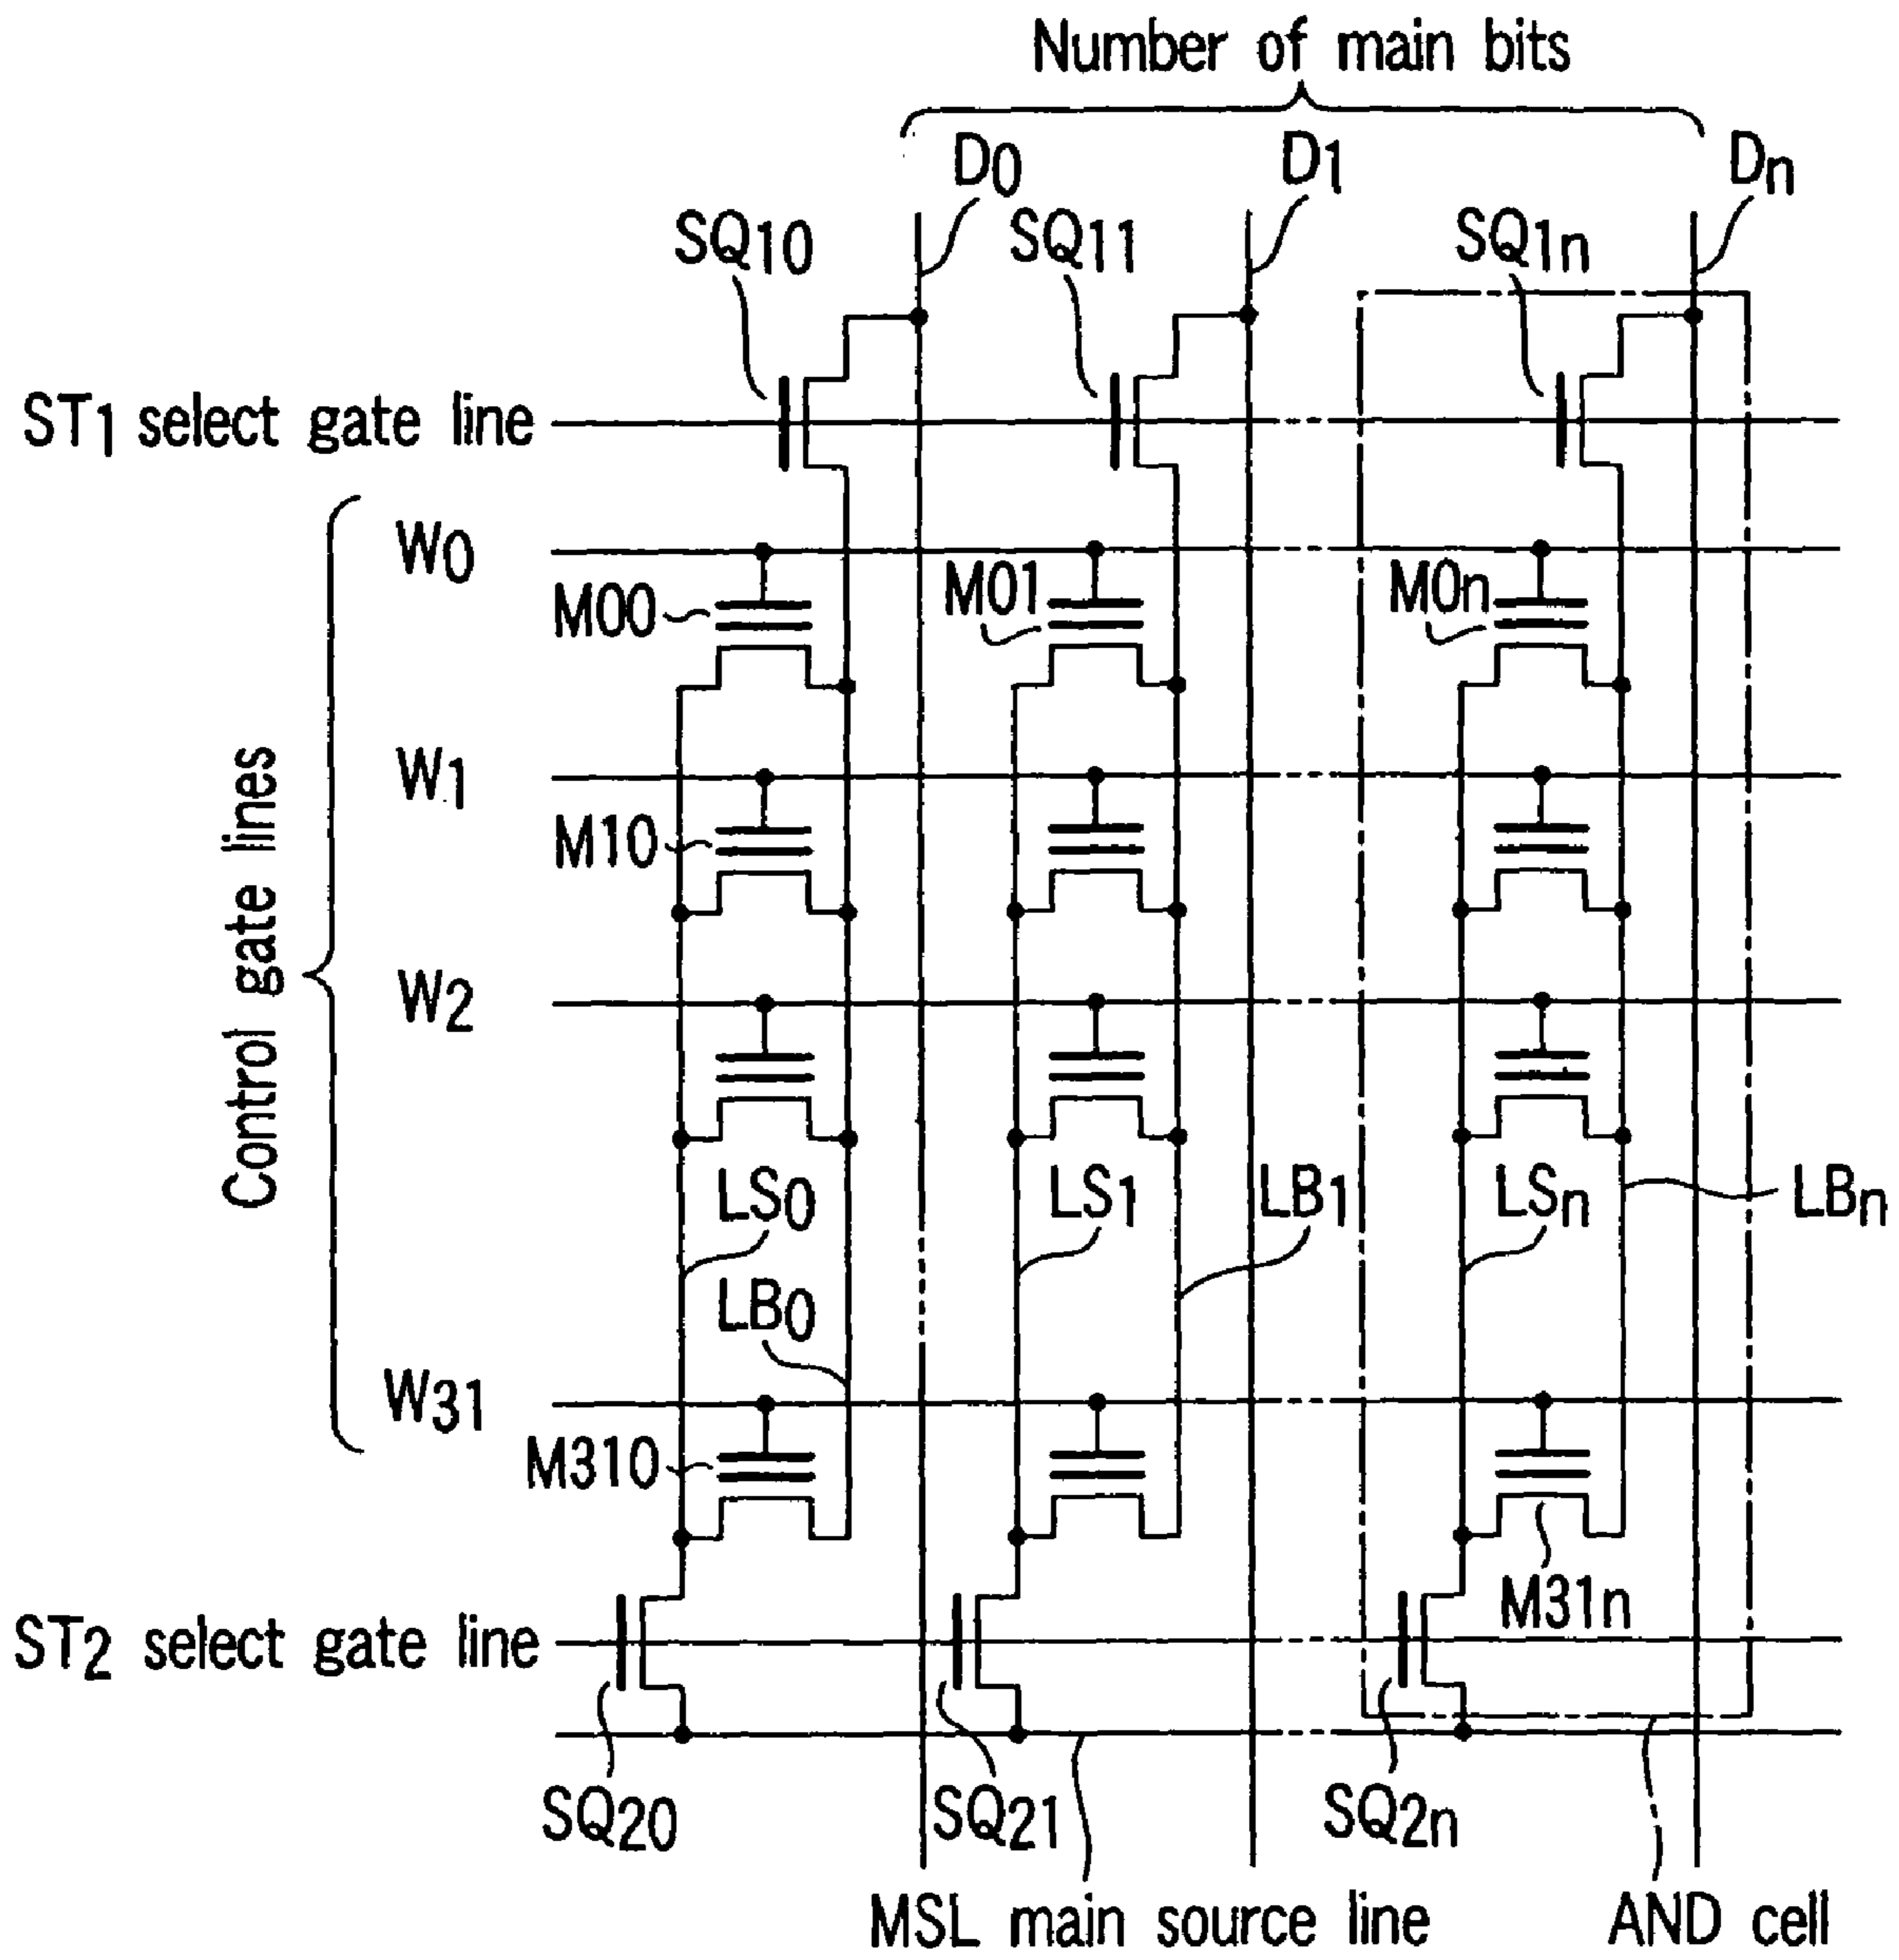 Number of main bits
D0 D1 Dn
SQ10 SQ11 SQ1n
ST1 select gate line
Control gate lines
W0
M00 M01 M0n
W1
M10
W2
LS0 LS1 LB1 LSn LBn
LB0
W31
M310
M31n
ST2 select gate line
SQ20 SQ21 SQ2n
MSL main source line AND cell